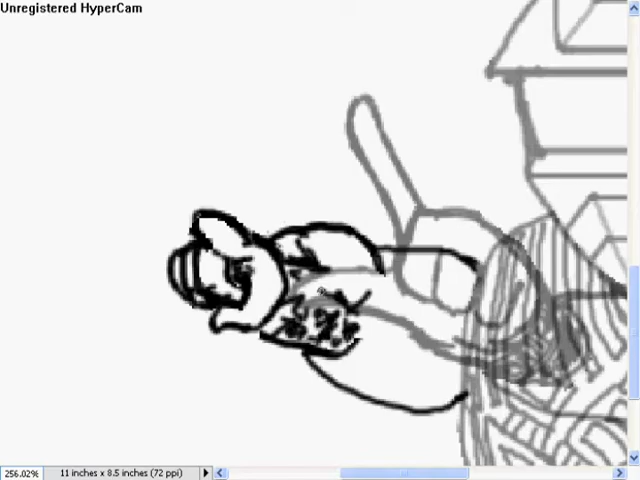 Unregistered HyperCam
256.02%
11 inches x 8.5 inches (72 ppi)